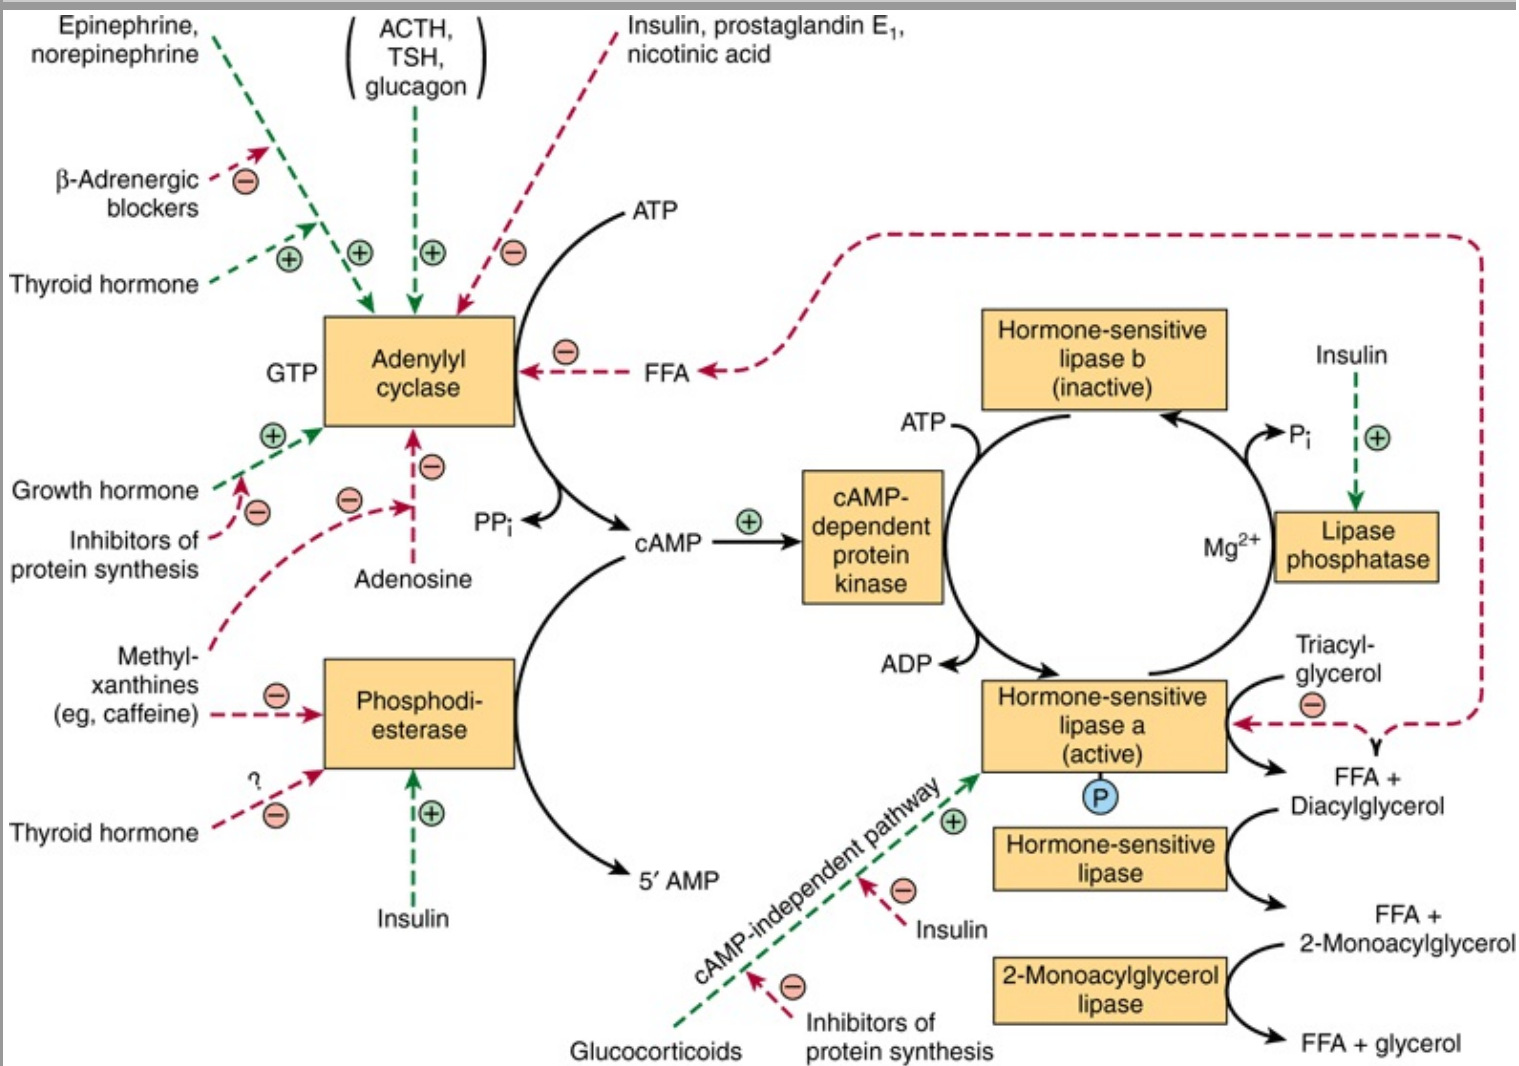 Epinephrine,
norepinephrine
ACTH,
TSH,
glucagon
Insulin, prostaglandin E₁,
nicotinic acid
β-Adrenergic
blockers
−
Thyroid hormone
+
+
+
−
ATP
GTP
Adenylyl
cyclase
−
FFA
Growth hormone
+
−
Inhibitors of
protein synthesis
−
−
Adenosine
PPi
cAMP
+
cAMP-
dependent
protein
kinase
ATP
ADP
Hormone-sensitive
lipase b
(inactive)
Pi
Insulin
+
Mg²⁺
Lipase
phosphatase
Methyl-
xanthines
(eg, caffeine)
−
Phosphodi-
esterase
Thyroid hormone
?
−
+
Insulin
5′ AMP
Hormone-sensitive
lipase a
(active)
P
Triacyl-
glycerol
−
FFA +
Diacylglycerol
Hormone-sensitive
lipase
FFA +
2-Monoacylglycerol
2-Monoacylglycerol
lipase
FFA + glycerol
cAMP-independent pathway
+
−
Insulin
−
Inhibitors of
protein synthesis
Glucocorticoids